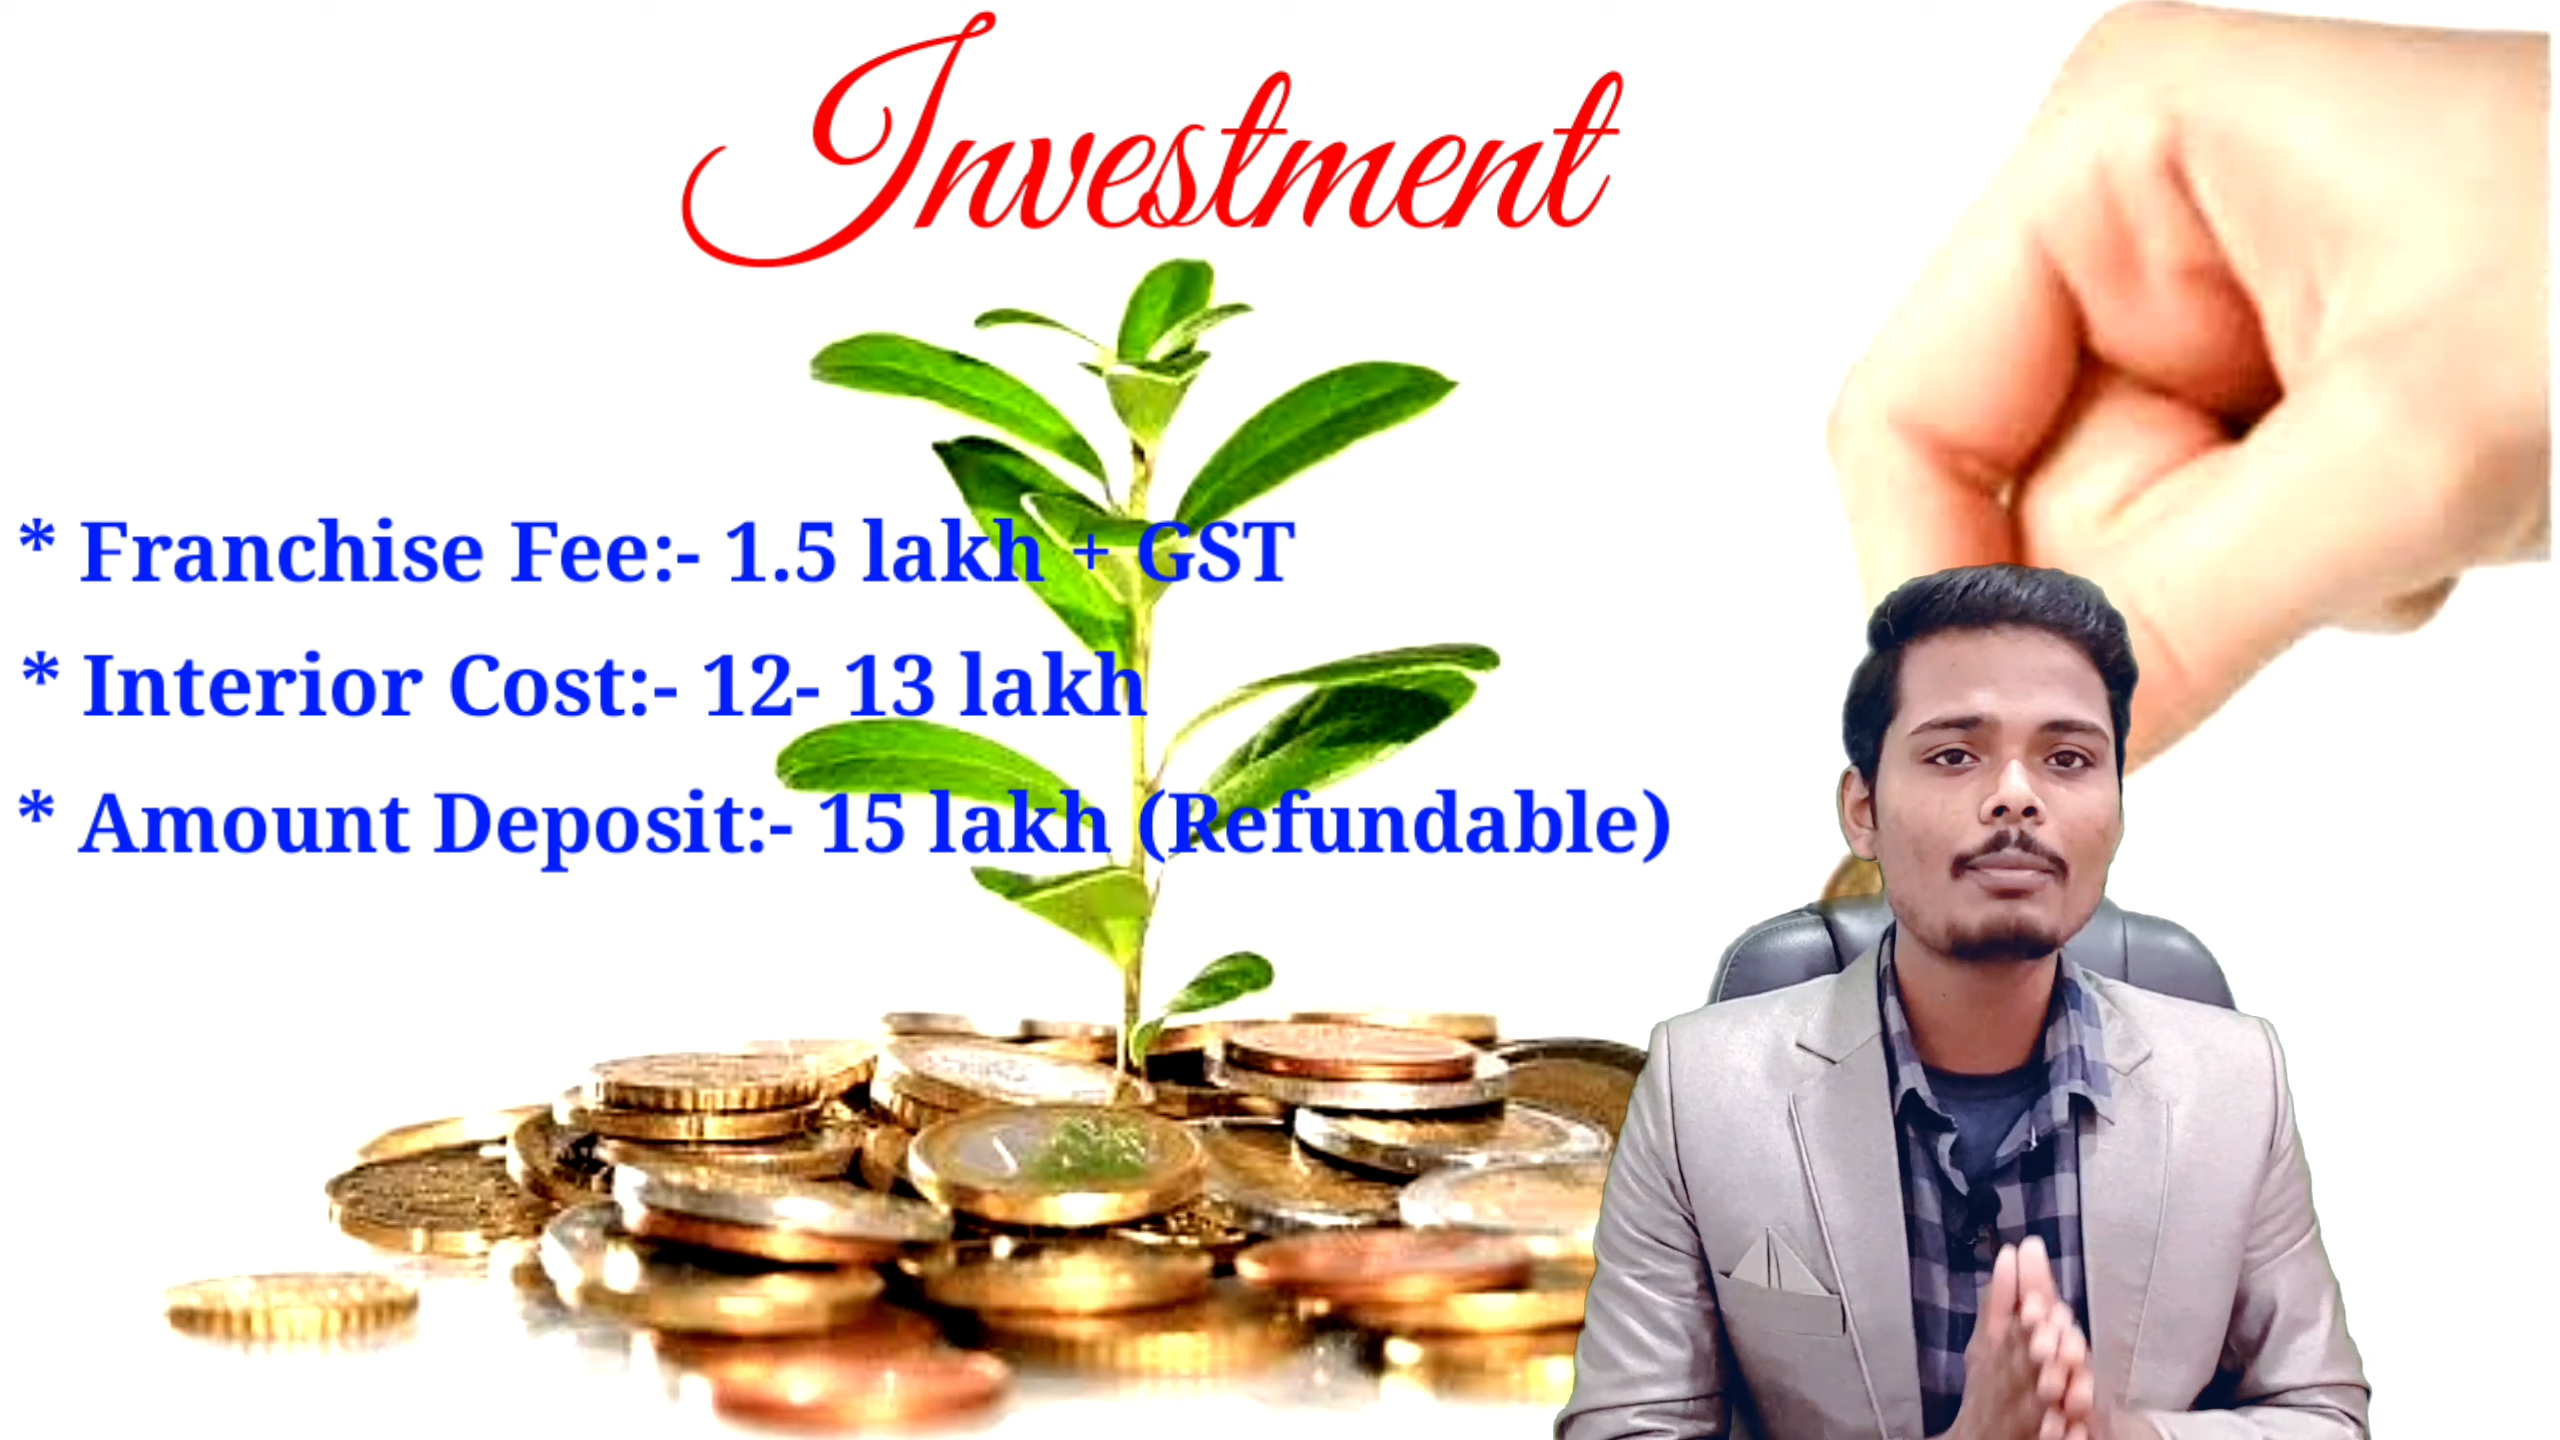 Investment
* Franchise Fee:- 1.5 lakh + GST
* Interior Cost:- 12- 13 lakh
* Amount Deposit:- 15 lakh (Refundable)